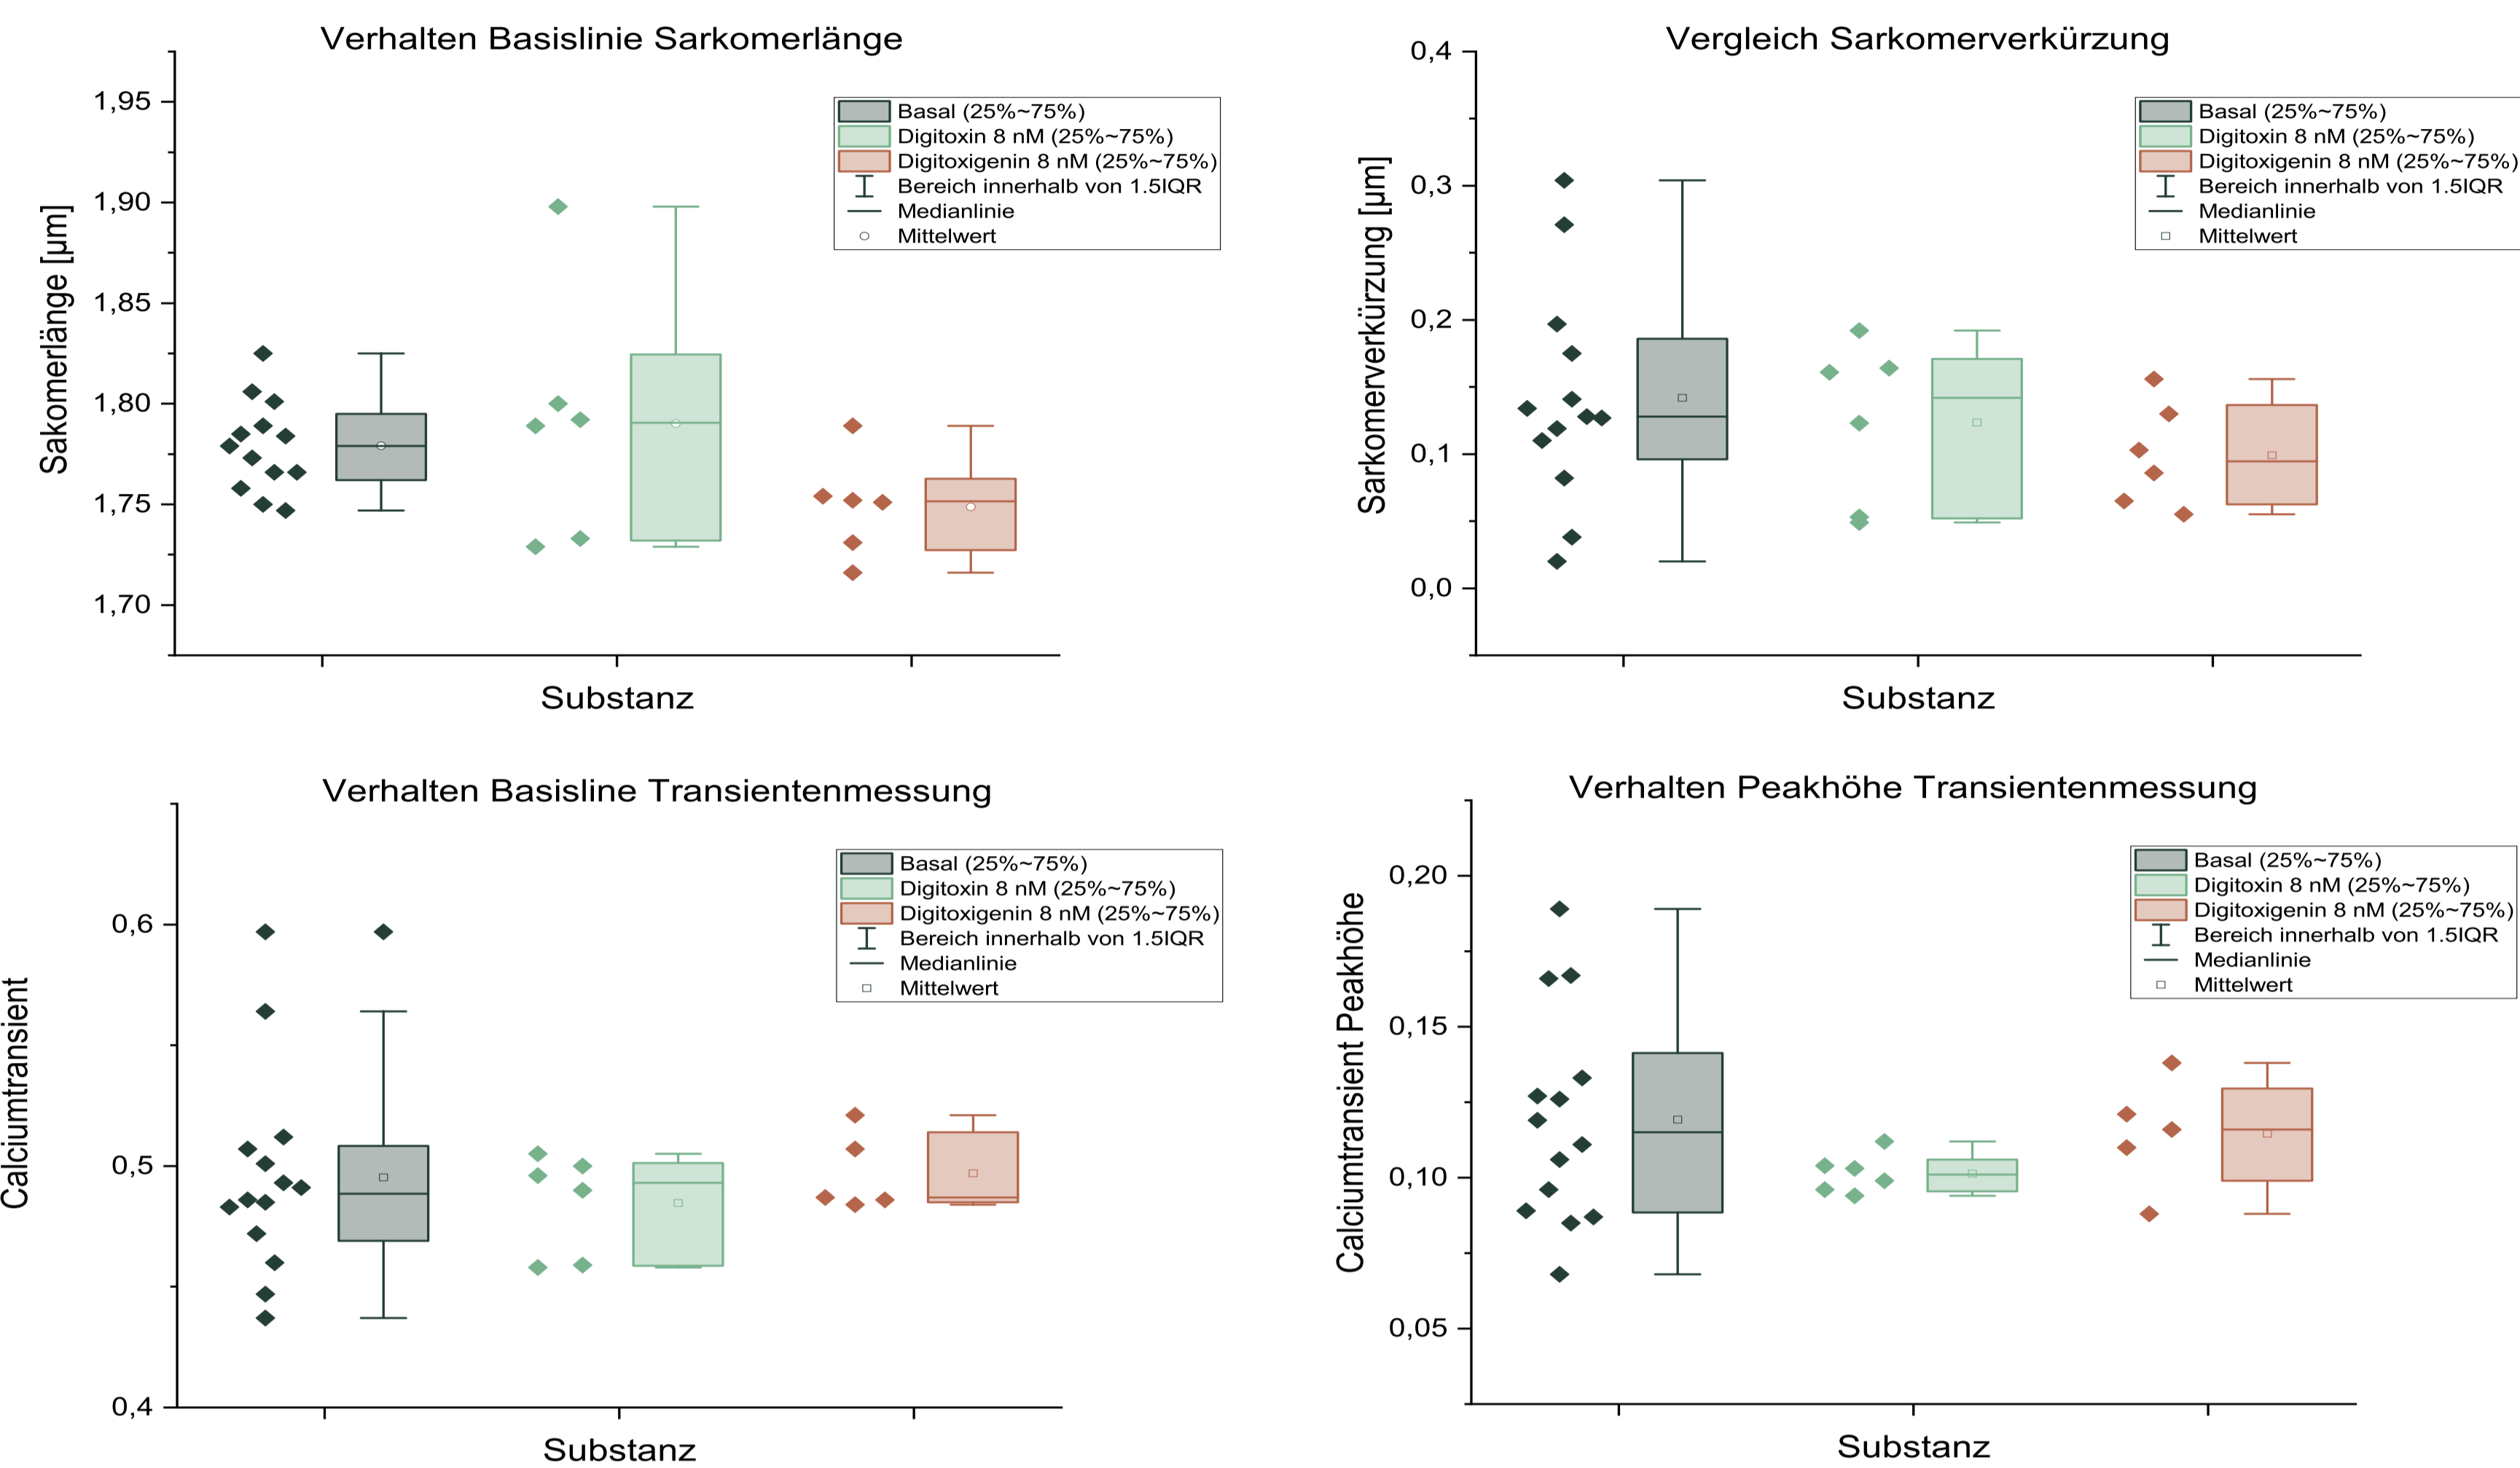 Verhalten Basislinie Sarkomerlänge
Sakomerlänge [µm]
1,95
1,90
1,85
1,80
1,75
1,70
Basal (25%~75%)
Digitoxin 8 nM (25%~75%)
Digitoxigenin 8 nM (25%~75%)
Bereich innerhalb von 1.5IQR
Medianlinie
Mittelwert
Substanz
Vergleich Sarkomerverkürzung
Sarkomerverkürzung [µm]
0,4
0,3
0,2
0,1
0,0
Basal (25%~75%)
Digitoxin 8 nM (25%~75%)
Digitoxigenin 8 nM (25%~75%)
Bereich innerhalb von 1.5IQR
Medianlinie
Mittelwert
Substanz
Verhalten Basisline Transientenmessung
Calciumtransient
0,6
0,5
0,4
Basal (25%~75%)
Digitoxin 8 nM (25%~75%)
Digitoxigenin 8 nM (25%~75%)
Bereich innerhalb von 1.5IQR
Medianlinie
Mittelwert
Substanz
Verhalten Peakhöhe Transientenmessung
Calciumtransient Peakhöhe
0,20
0,15
0,10
0,05
Basal (25%~75%)
Digitoxin 8 nM (25%~75%)
Digitoxigenin 8 nM (25%~75%)
Bereich innerhalb von 1.5IQR
Medianlinie
Mittelwert
Substanz